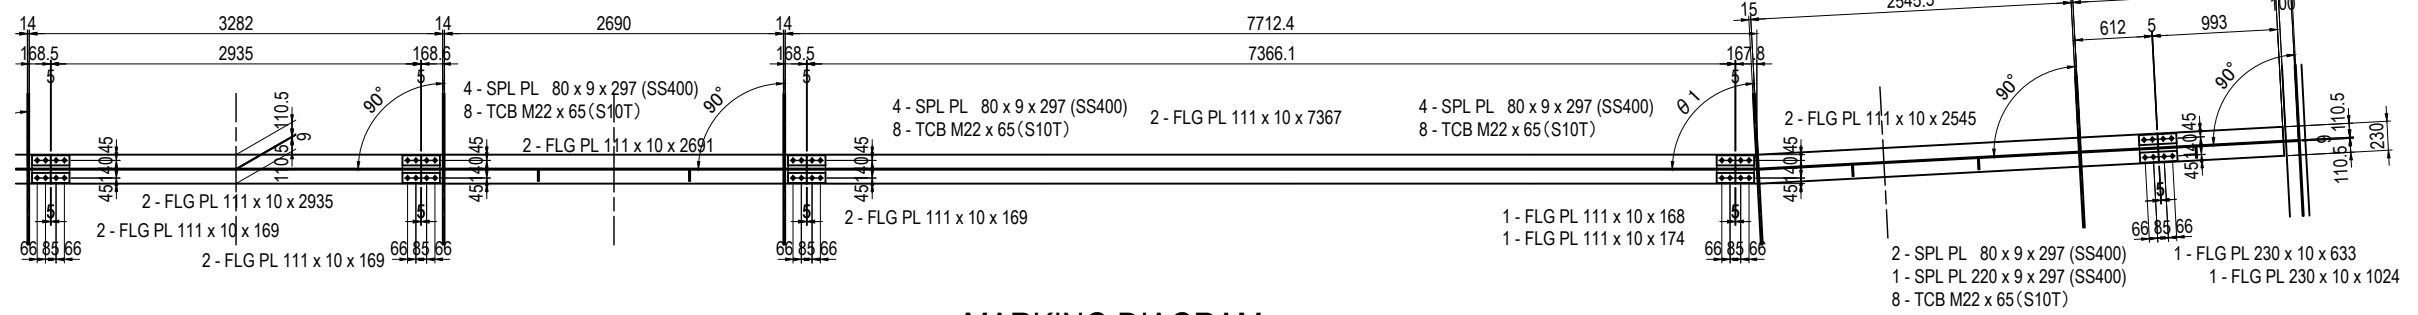 14
3282
14
2690
14
7712.4
15
2545.5
100
168.5
2935
168.6
168.5
7366.1
167.8
612
5
993
5
5
5
5
110.5
9
110.5
90°
90°
θ1
90°
90°
4 - SPL PL 80 x 9 x 297 (SS400)
8 - TCB M22 x 65(S10T)
2 - FLG PL 111 x 10 x 2691
4 - SPL PL 80 x 9 x 297 (SS400)
8 - TCB M22 x 65(S10T)
2 - FLG PL 111 x 10 x 7367
4 - SPL PL 80 x 9 x 297 (SS400)
8 - TCB M22 x 65(S10T)
2 - FLG PL 111 x 10 x 2545
110.5
9
110.5
230
45 140 45
45 140 45
45 140 45
45 140 45
45 140 45
2 - FLG PL 111 x 10 x 2935
2 - FLG PL 111 x 10 x 169
2 - FLG PL 111 x 10 x 169
2 - FLG PL 111 x 10 x 169
1 - FLG PL 111 x 10 x 168
1 - FLG PL 111 x 10 x 174
5
5
5
5
5
66 85 66
66 85 66
66 85 66
66 85 66
66 85 66
2 - SPL PL 80 x 9 x 297 (SS400)
1 - SPL PL 220 x 9 x 297 (SS400)
8 - TCB M22 x 65(S10T)
1 - FLG PL 230 x 10 x 633
1 - FLG PL 230 x 10 x 1024
MARKING DIAGRAM